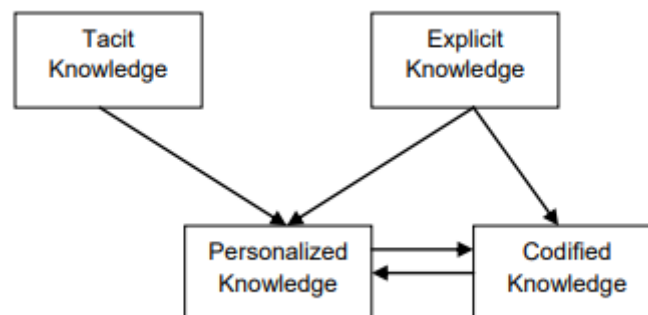 Tacit
Knowledge
Explicit
Knowledge
Personalized
Knowledge
Codified
Knowledge